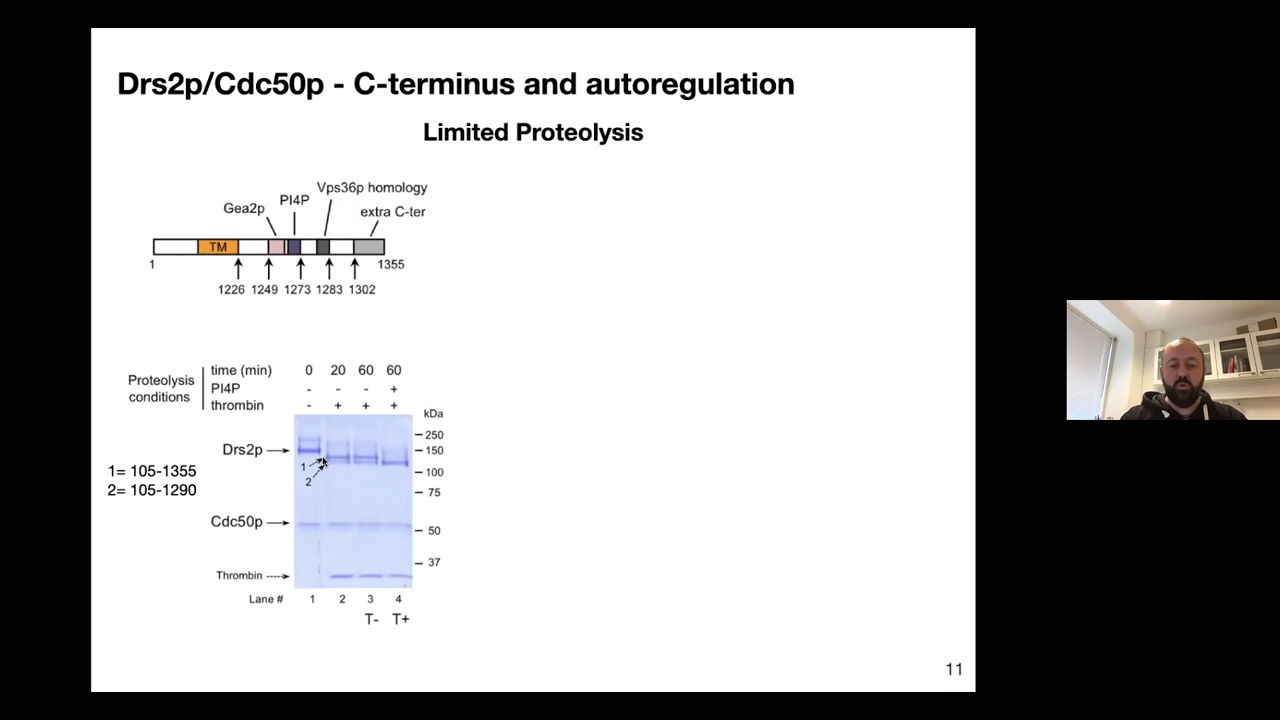 Drs2p/Cdc50p - C-terminus and autoregulation
Limited Proteolysis
Vps36p homology
PI4P
Gea2p
extra C-ter
TM
1
1355
1226 1249 1273 1283 1302
Proteolysis conditions
time (min) 0 20 60 60
PI4P - - - +
thrombin - + + +
kDa
250
Drs2p
150
1
1= 105-1355
100
2
2= 105-1290
75
Cdc50p
50
37
Thrombin
Lane # 1 2 3 4
T- T+
11